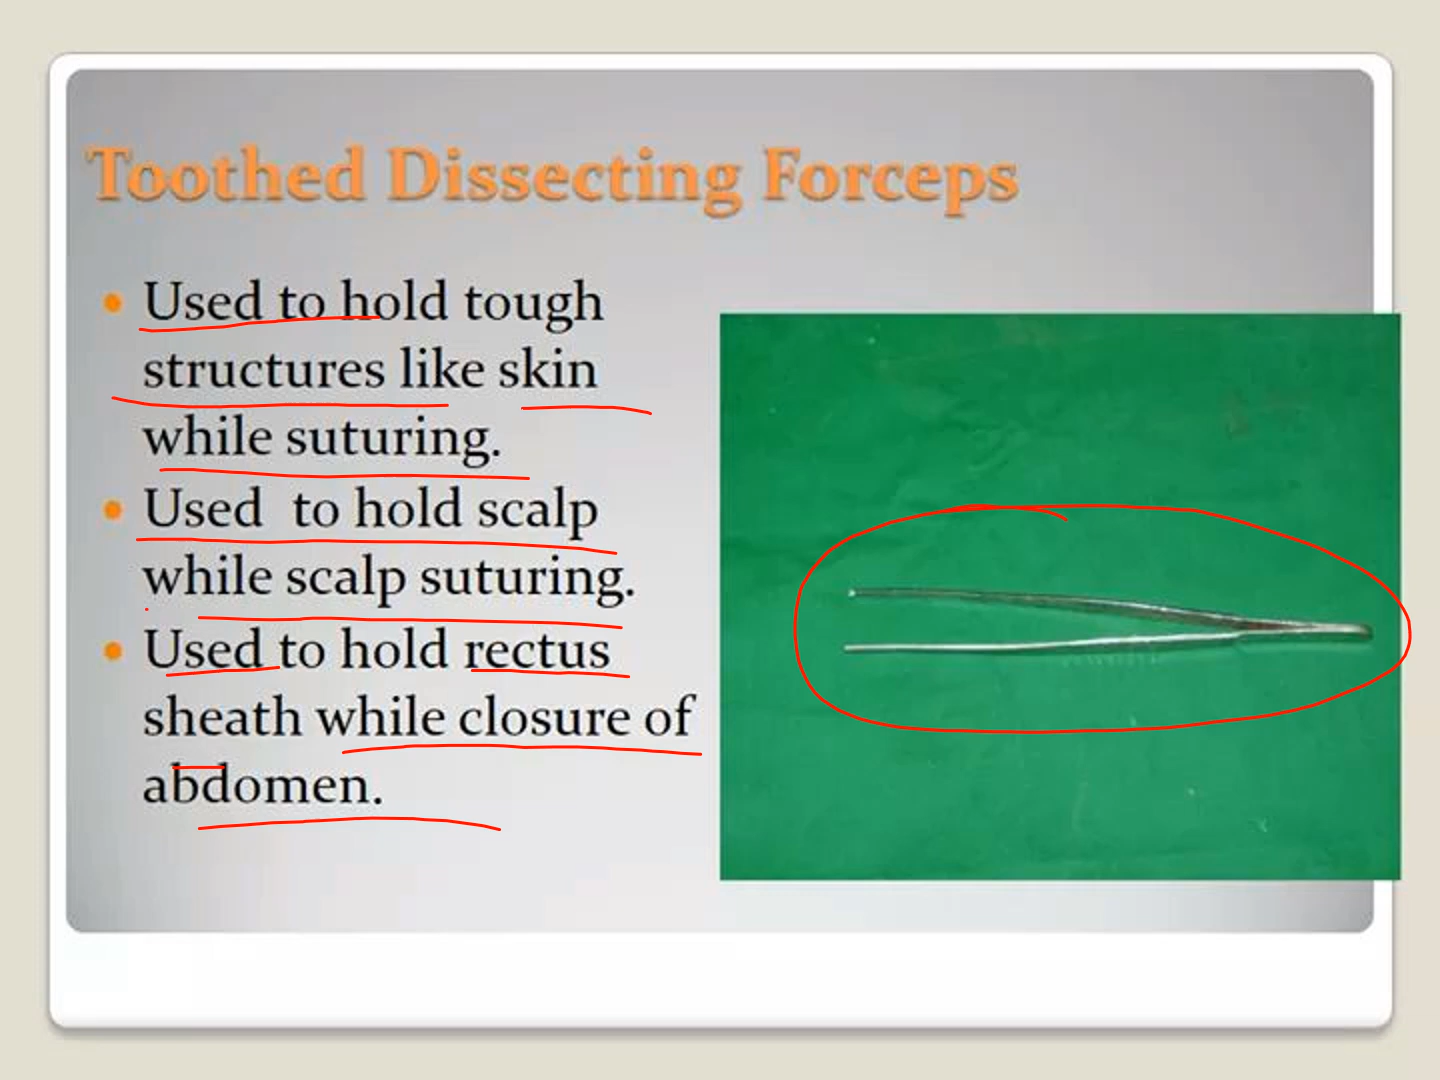 Toothed Dissecting Forceps
• Used to hold tough
structures like skin
while suturing.
• Used to hold scalp
while scalp suturing.
• Used to hold rectus
sheath while closure of
abdomen.